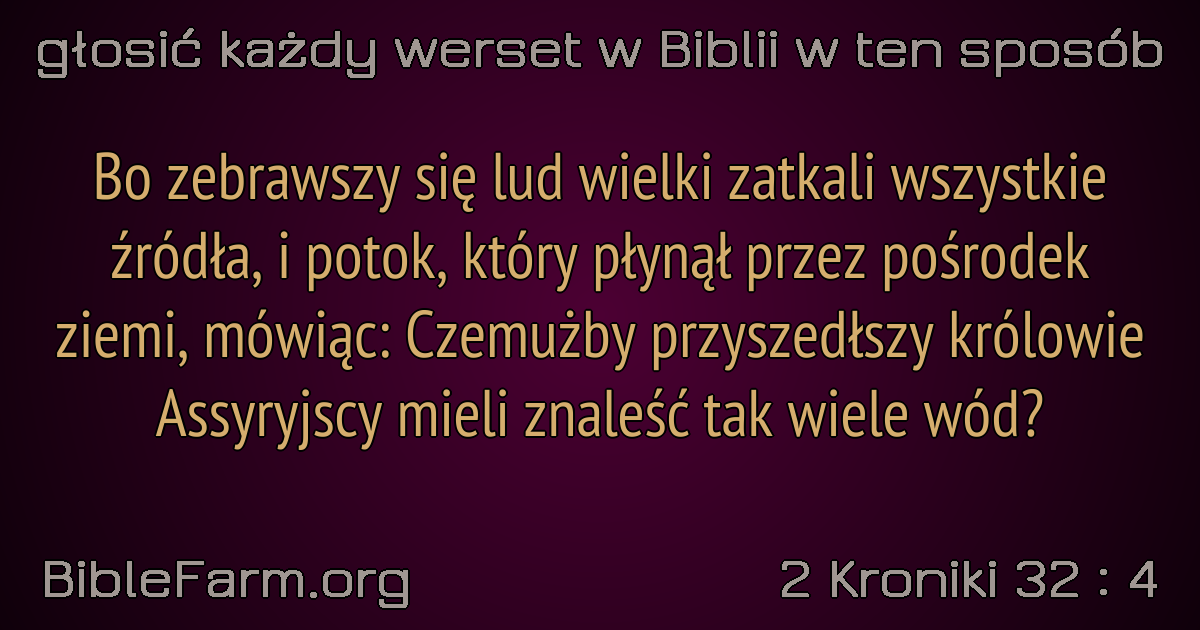 głosić każdy werset w Biblii w ten sposób
Bo zebrawszy się lud wielki zatkali wszystkie
źródła, i potok, który płynął przez pośrodek
ziemi, mówiąc: Czemużby przyszedłszy królowie
Assyryjscy mieli znaleść tak wiele wód?
BibleFarm.org
2 Kroniki 32 : 4